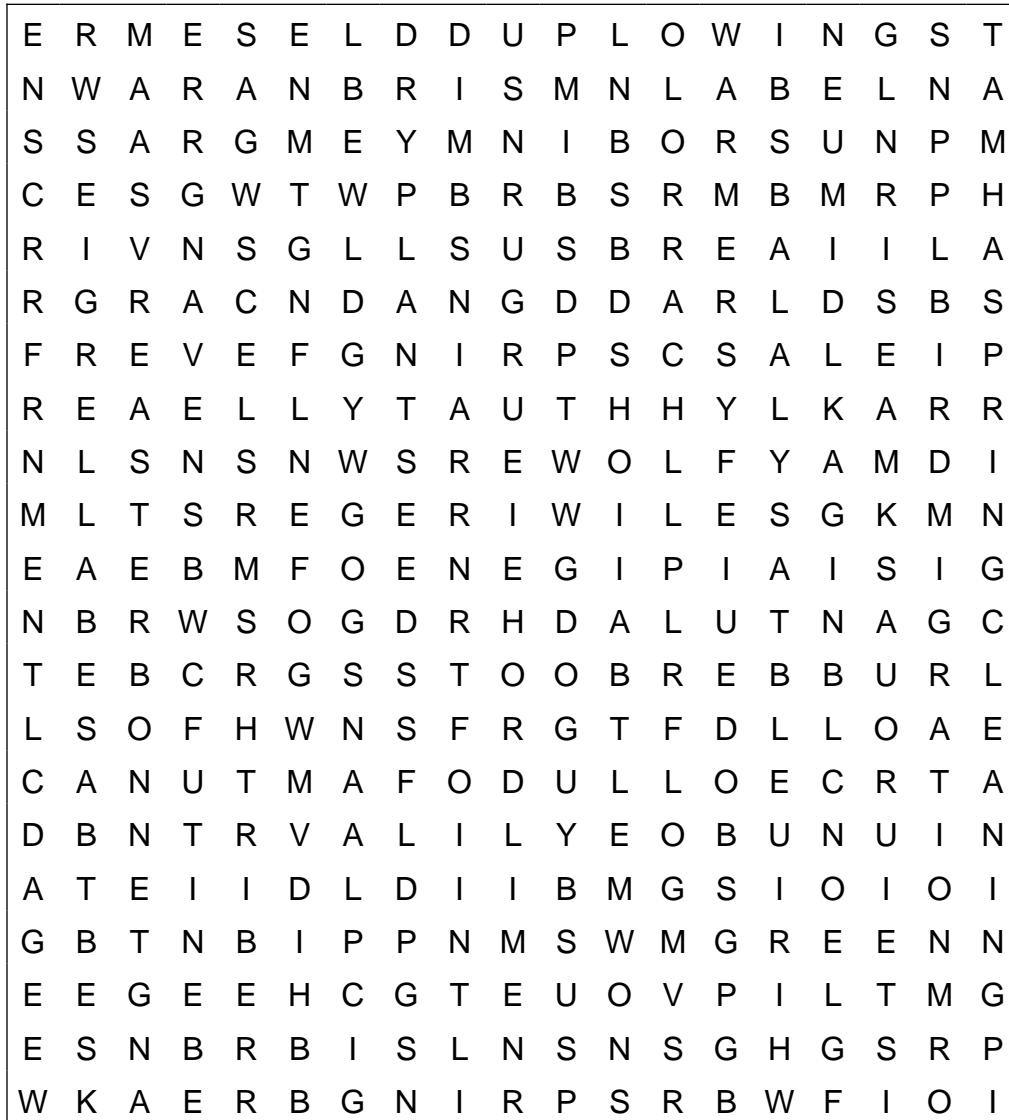 E R M E S E L D D U P L O W I N G S T
N W A R A N B R I S M N L A B E L N A
S S A R G M E Y M N I B O R S U N P M
C E S G W T W P B R B S R M B M R P H
R I V N S G L L S U S B R E A I I L A
R G R A C N D A N G D D A R L D S B S
F R E V E F G N I R P S C S A L E I P
R E A E L L Y T A U T H H Y L K A R R
N L S N S N W S R E W O L F Y A M D I
M L T S R E G E R I W I L E S G K M N
E A E B M F O E N E G I P I A I S I G
N B R W S O G D R H D A L U T N A G C
T E B C R G S S T O O B R E B B U R L
L S O F H W N S F R G T F D L L O A E
C A N U T M A F O D U L L O E C R T A
D B N T R V A L I L Y E O B U N U I N
A T E I I D L D I I B M G S I O I O I
G B T N B I P P N M S W M G R E E N N
E E G E E H C G T E U O V P I L T M G
E S N B R B I S L N S N S G H G S R P
W K A E R B G N I R P S R B W F I O I